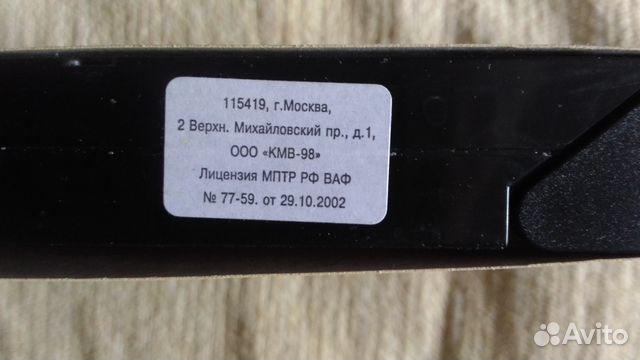 115419, г.Москва,
2 Верхн. Михайловский пр., д.1,
ООО «КМВ-98»
Лицензия МПТР РФ ВАФ
№ 77-59. от 29.10.2002
Avito